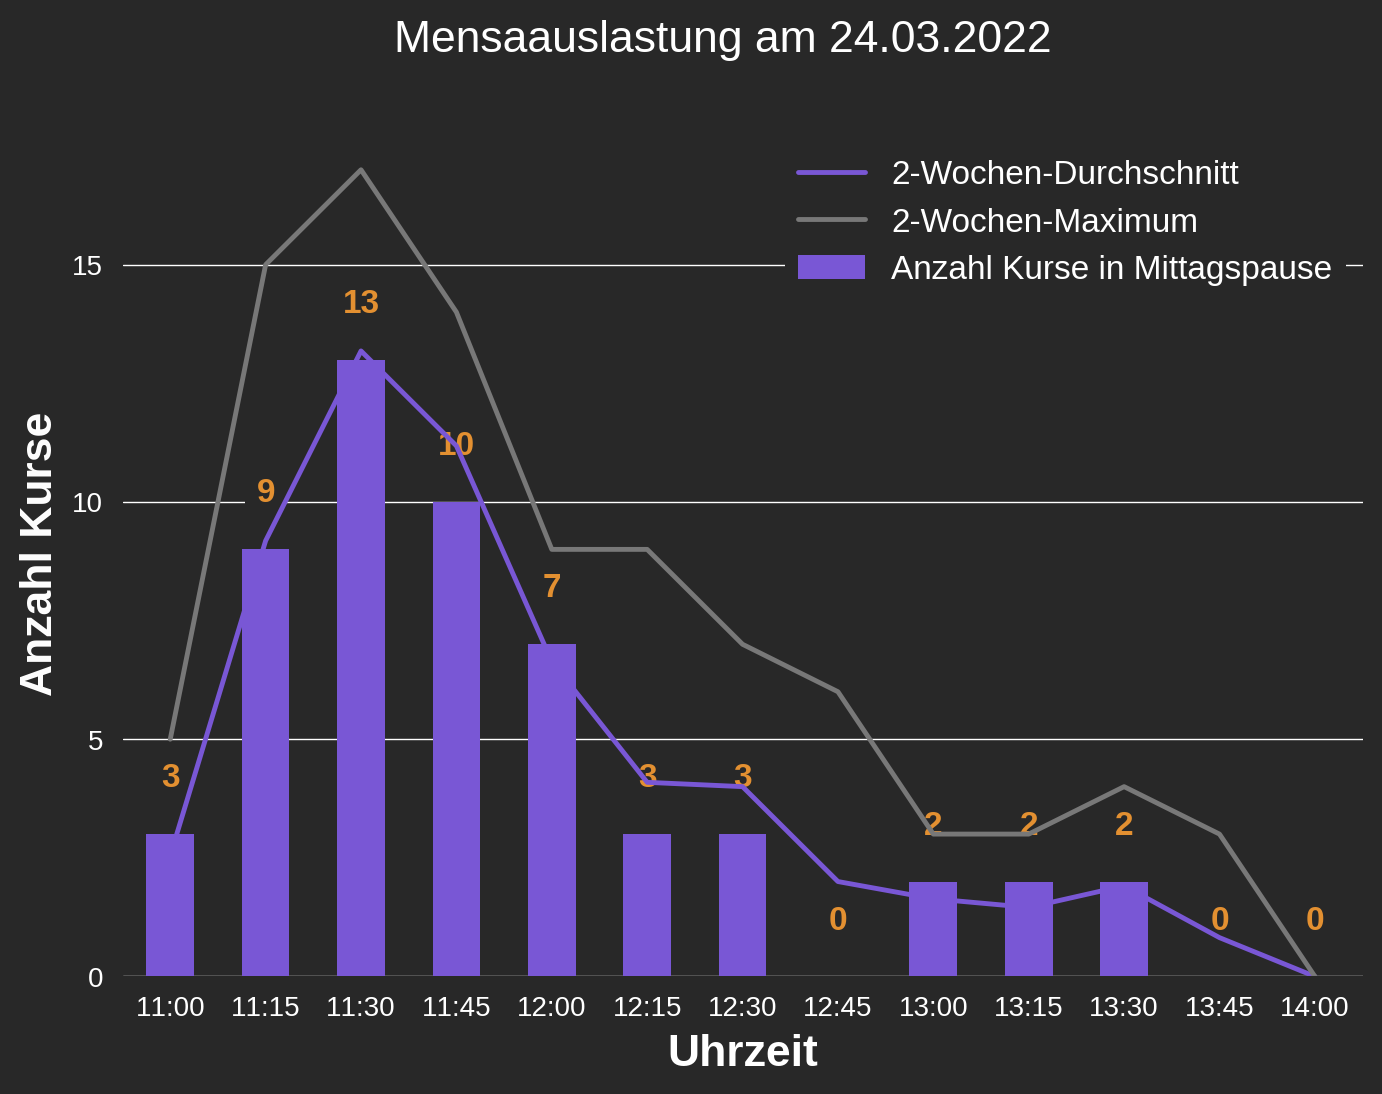 Mensaauslastung am 24.03.2022
2-Wochen-Durchschnitt
2-Wochen-Maximum
Anzahl Kurse in Mittagspause
Anzahl Kurse
15
10
5
0
3
9
13
10
7
3
3
0
2
2
2
0
0
11:00 11:15 11:30 11:45 12:00 12:15 12:30 12:45 13:00 13:15 13:30 13:45 14:00
Uhrzeit